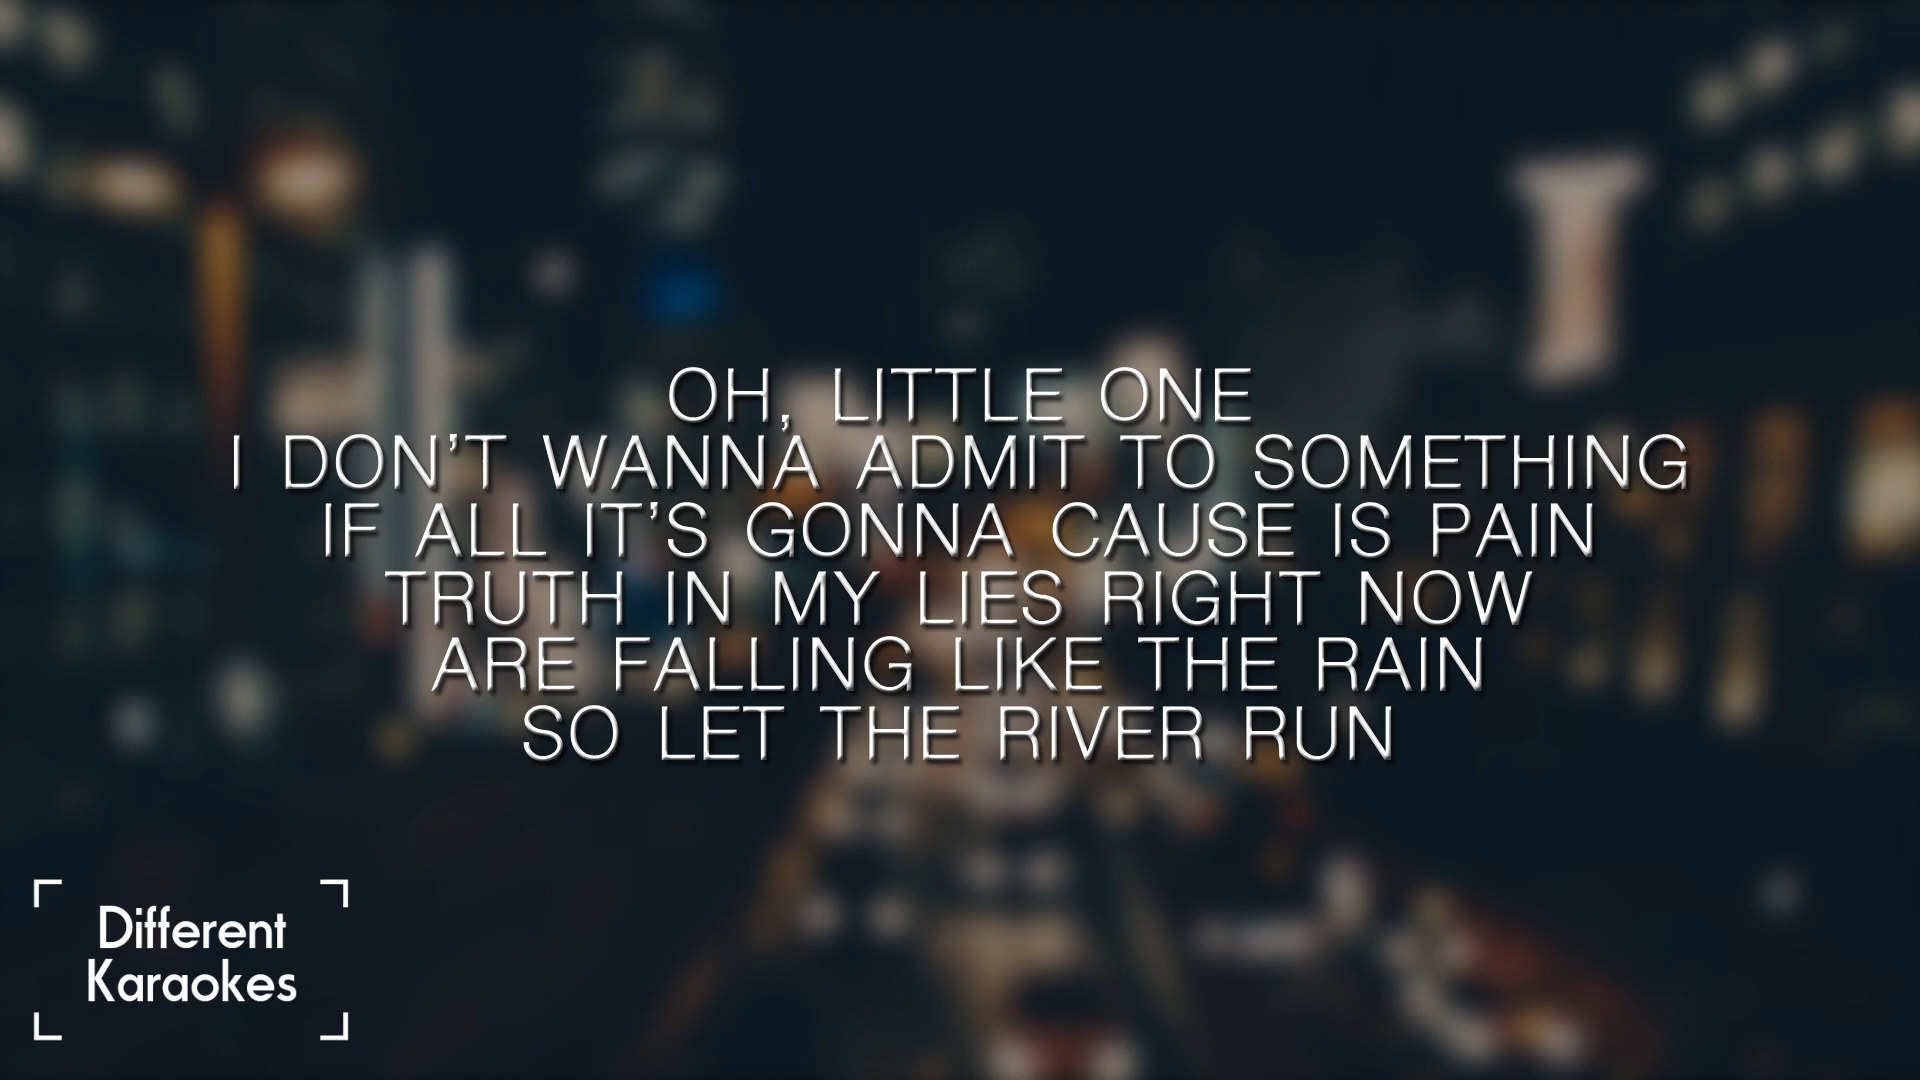 OH, LITTLE ONE
I DON'T WANNA ADMIT TO SOMETHING
IF ALL IT'S GONNA CAUSE IS PAIN
TRUTH IN MY LIES RIGHT NOW
ARE FALLING LIKE THE RAIN
SO LET THE RIVER RUN
Different
Karaokes